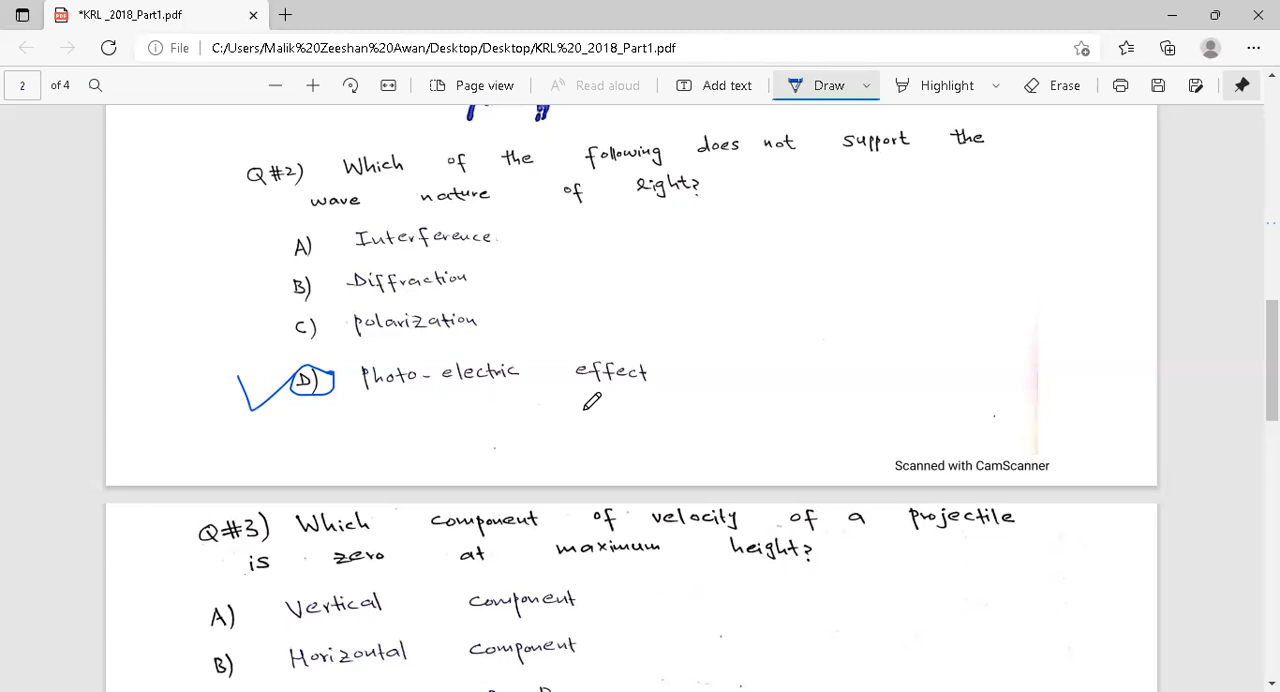 *KRL _2018_Part1.pdf
File C:/Users/Malik%20Zeeshan%20Awan/Desktop/Desktop/KRL%20_2018_Part1.pdf
2 of 4 Page view Read aloud Add text Draw Highlight Erase
Q#2) Which of the following does not support the
wave nature of light?
A) Interference.
B) Diffraction
C) polarization
D) Photo-electric effect
Scanned with CamScanner
Q#3) Which component of velocity of a projectile
is zero at maximum height?
A) Vertical component
B) Horizontal component